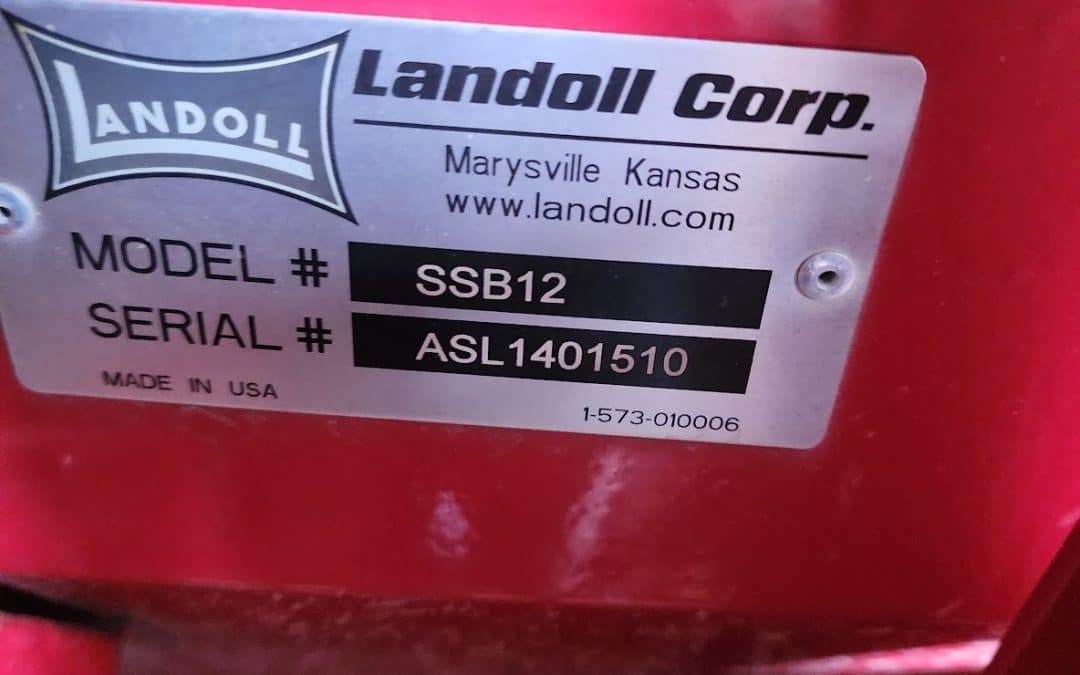 LANDOLL
Landoll Corp.
Marysville Kansas
www.landoll.com
MODEL # SSB12
SERIAL # ASL1401510
MADE IN USA
1-573-010006